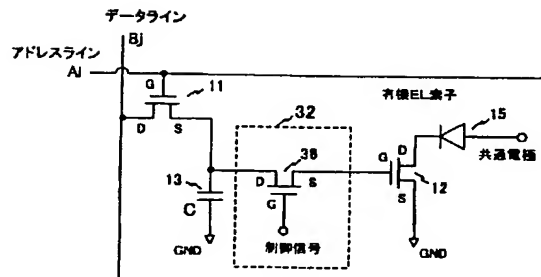 データライン
Bj
アドレスライン
Ai
G
11
D
S
32
有機EL素子
15
38
D
共通電極
13
D
S
G
12
C
G
S
GND
制御信号
GND